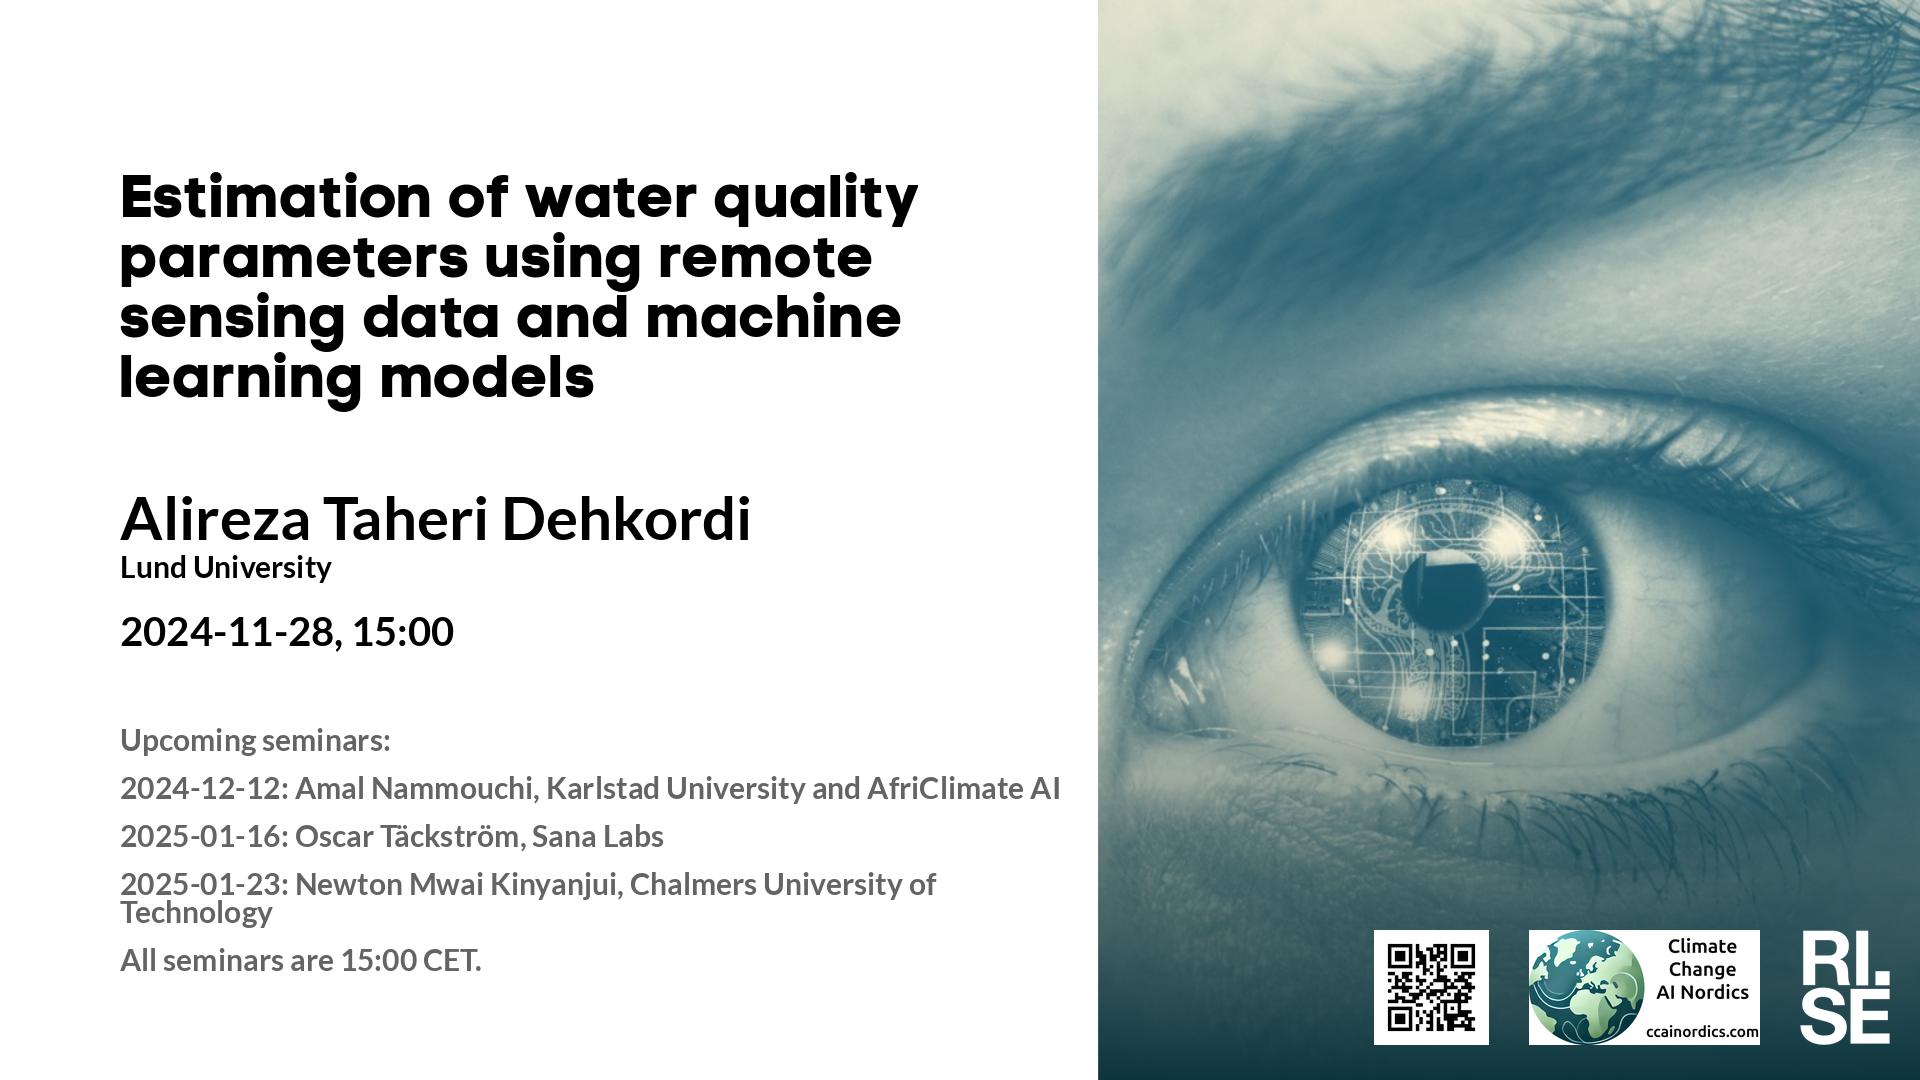 Estimation of water quality
parameters using remote
sensing data and machine
learning models
Alireza Taheri Dehkordi
Lund University
2024-11-28, 15:00
Upcoming seminars:
2024-12-12: Amal Nammouchi, Karlstad University and AfriClimate AI
2025-01-16: Oscar Täckström, Sana Labs
2025-01-23: Newton Mwai Kinyanjui, Chalmers University of
Technology
All seminars are 15:00 CET.
Climate
Change
AI Nordics
ccainordics.com
RI.
SE